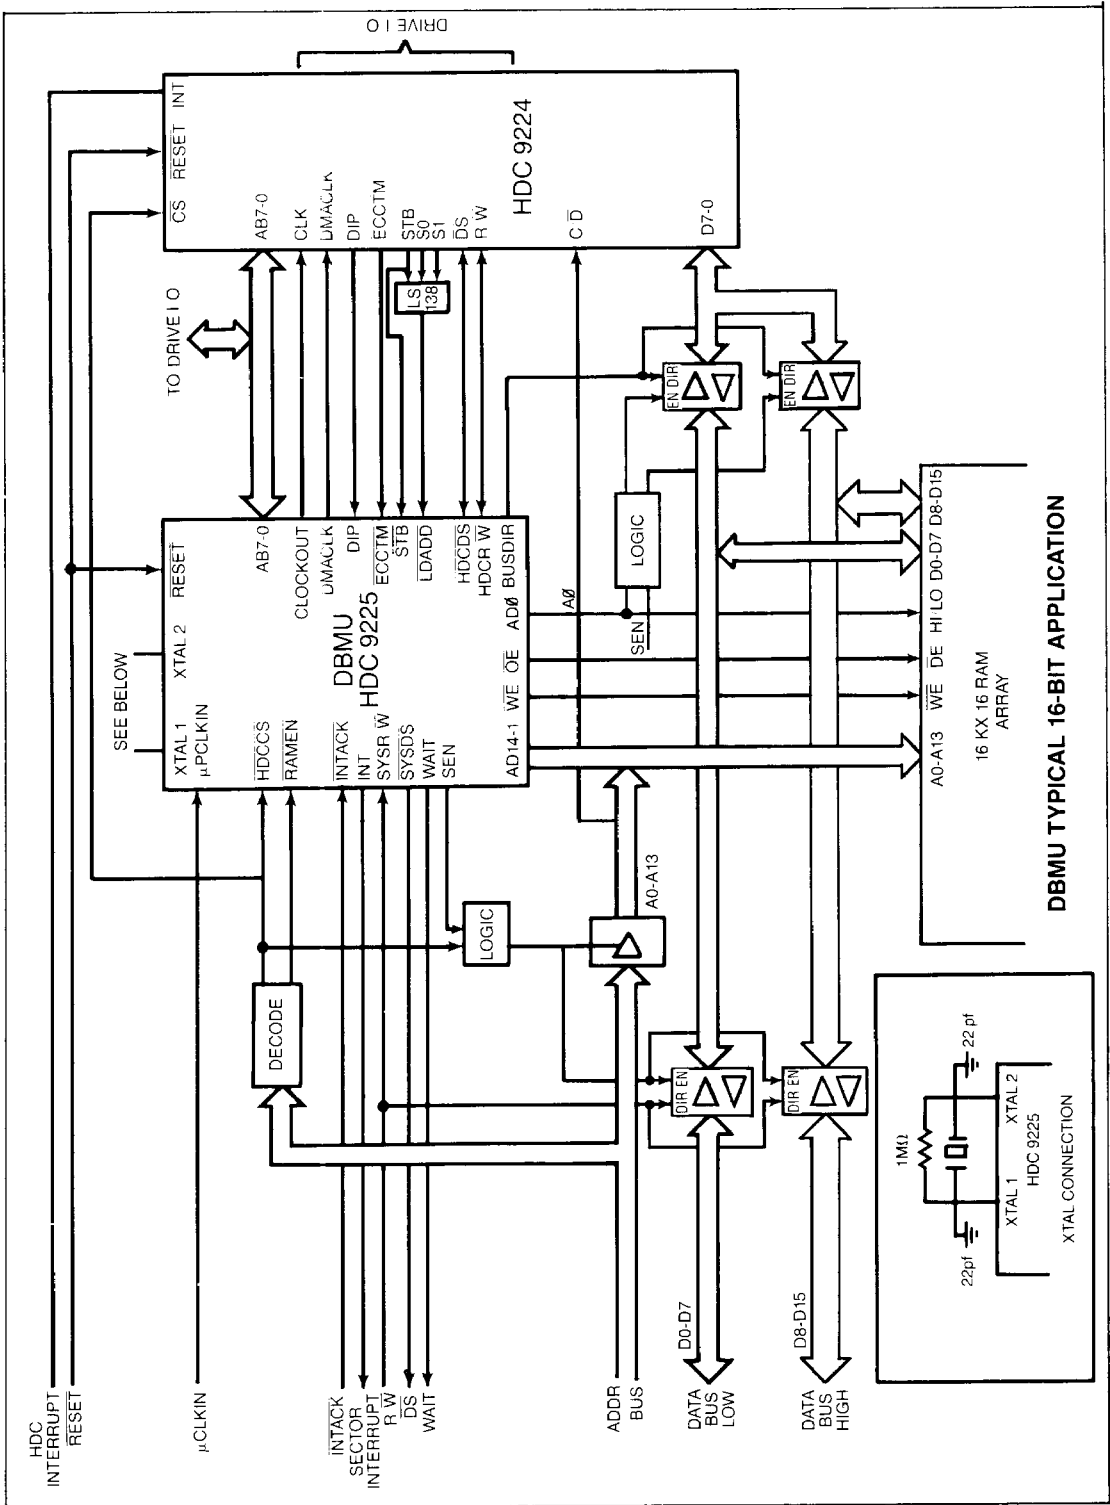 HDC
INTERRUPT
RESET
μCLKIN
INTACK
SECTOR
INTERRUPT
R W
DS
WAIT
ADDR
BUS
DATA
BUS
LOW
D0-D7
DATA
BUS
HIGH
D8-D15
DECODE
LOGIC
A0-A13
DIR EN
DIR EN
SEE BELOW
XTAL 1
XTAL 2
RESET
μPCLKIN
HDCCS
RAMEN
INTACK
INT
SYSR W
SYSDS
WAIT
SEN
DBMU
HDC 9225
AB7-0
CLOCKOUT
DMACLK
DIP
ECCTM
STB
LDADD
HDCDS
HDCR W
BUSDIR
AD14-1
WE
OE
ADØ
AØ
SEN
LOGIC
EN DIR
EN DIR
TO DRIVE I O
LS
138
CS
RESET
INT
AB7-0
CLK
DMACLK
DIP
ECCTM
STB
S0
S1
DS
R W
C D
D7-0
HDC 9224
DRIVE I O
A0-A13
WE
DE
HI/LO
D0-D7
D8-D15
16 KX 16 RAM
ARRAY
DBMU TYPICAL 16-BIT APPLICATION
1MΩ
22pf
22 pf
XTAL 1
XTAL 2
HDC 9225
XTAL CONNECTION